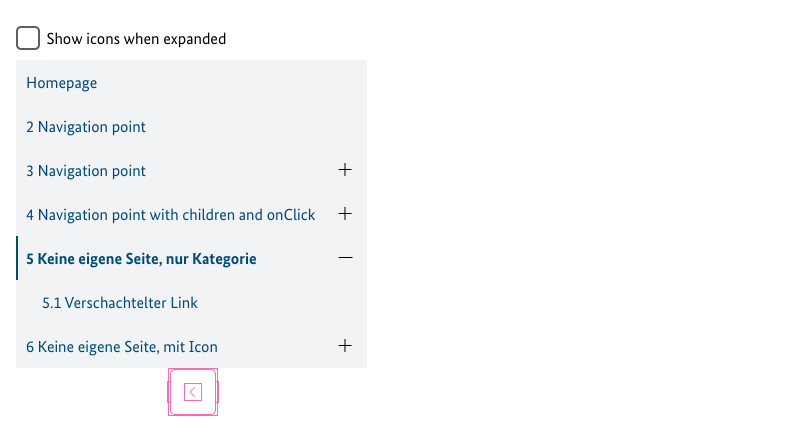 Show icons when expanded
Homepage
2 Navigation point
3 Navigation point
4 Navigation point with children and onClick
5 Keine eigene Seite, nur Kategorie
5.1 Verschachtelter Link
6 Keine eigene Seite, mit Icon